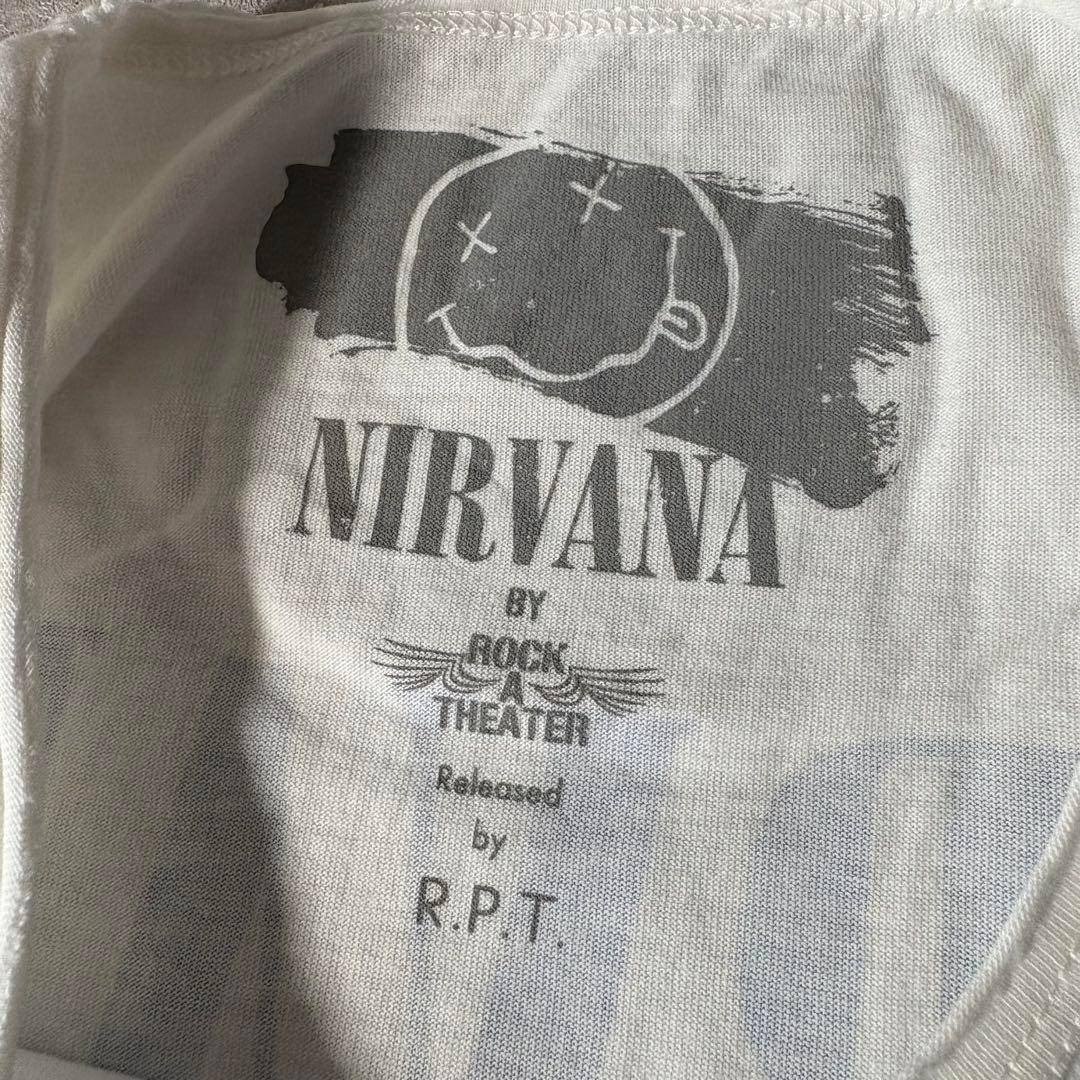 NIRVANA
BY
ROCK
A
THEATER
Released
by
R.P.T.